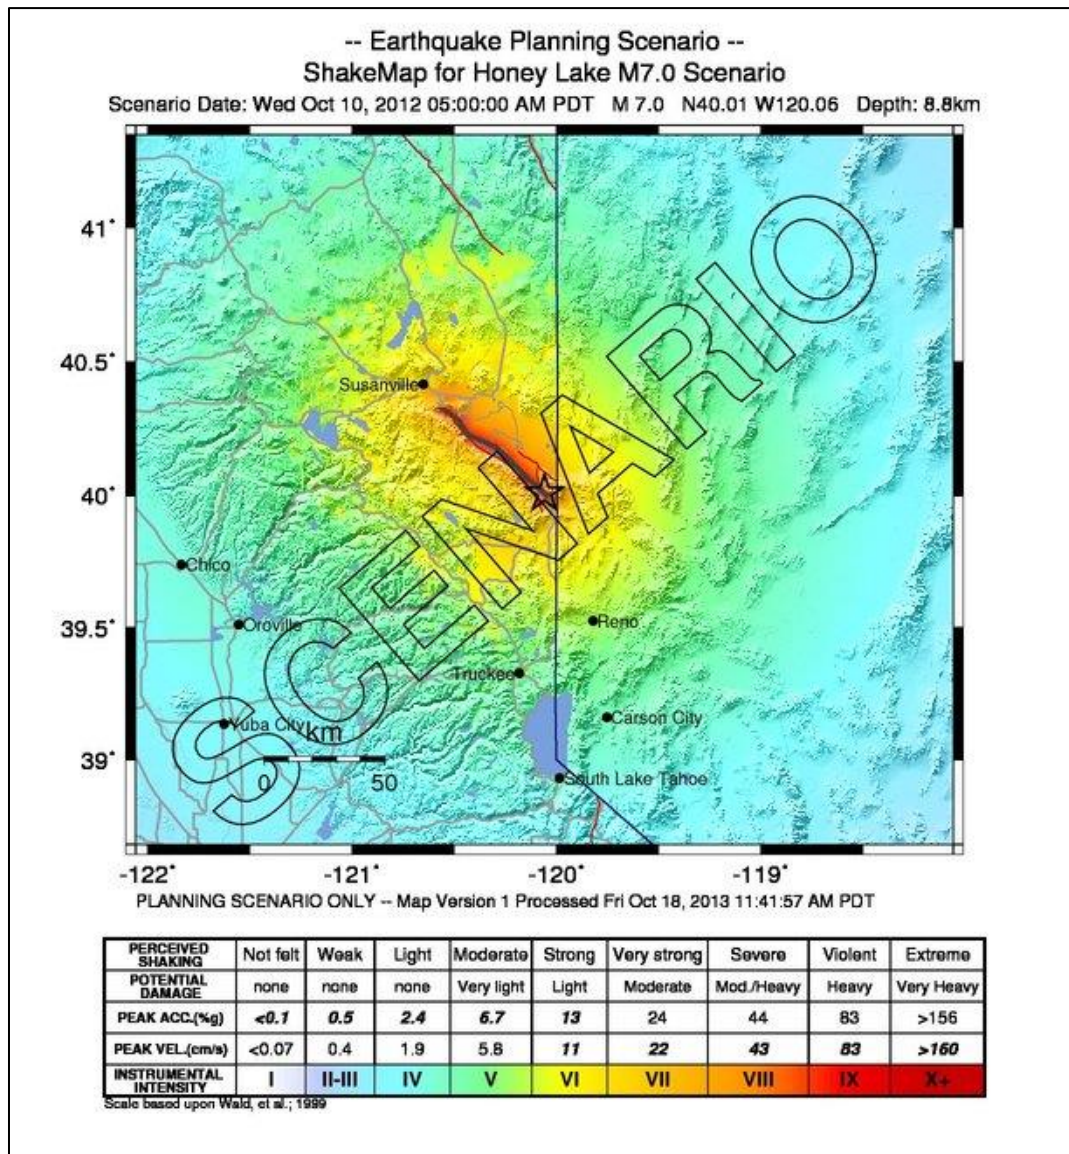 -- Earthquake Planning Scenario --
ShakeMap for Honey Lake M7.0 Scenario
Scenario Date: Wed Oct 10, 2012 05:00:00 AM PDT M 7.0 N40.01 W120.06 Depth: 8.8km
41°
40.5°
Susanville
40°
Chico
39.5°
Oroville
Reno
Truckee
Yuba City
Carson City
km
39°
0 50
South Lake Tahoe
SCENARIO
-122° -121° -120° -119°
PLANNING SCENARIO ONLY -- Map Version 1 Processed Fri Oct 18, 2013 11:41:57 AM PDT
PERCEIVED SHAKING Not felt Weak Light Moderate Strong Very strong Severe Violent Extreme
POTENTIAL DAMAGE none none none Very light Light Moderate Mod./Heavy Heavy Very Heavy
PEAK ACC.(%g) <0.1 0.5 2.4 6.7 13 24 44 83 >156
PEAK VEL.(cm/s) <0.07 0.4 1.9 5.8 11 22 43 83 >160
INSTRUMENTAL INTENSITY I II-III IV V VI VII VIII IX X+
Scale based upon Wald, et al.; 1999